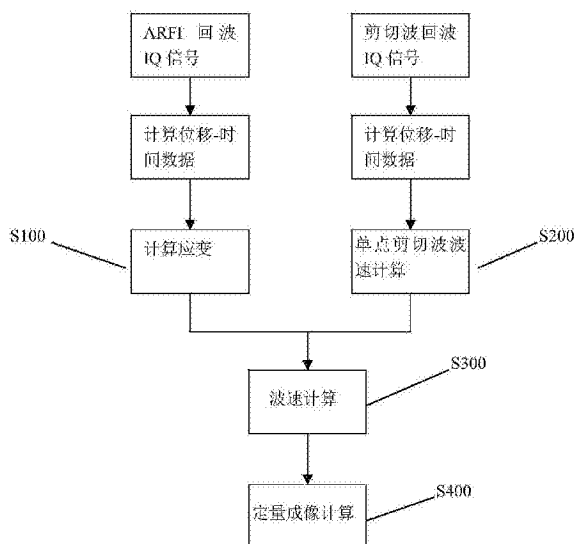 ARFI 回波
IQ 信号
剪切波回波
IQ 信号
计算位移-时
间数据
计算位移-时
间数据
S100
计算应变
单点剪切波波
速计算
S200
波速计算
S300
定量成像计算
S400